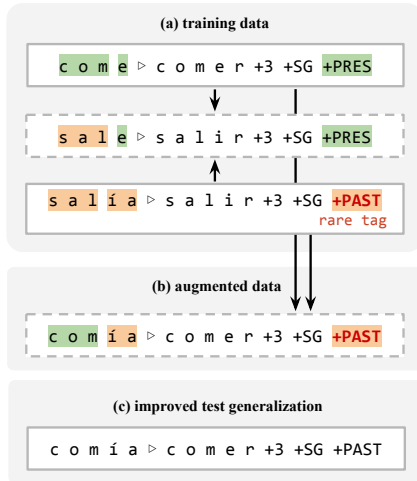 (a) training data
c o m e ▹ c o m e r +3 +SG +PRES
s a l e ▹ s a l i r +3 +SG +PRES
s a l í a ▹ s a l i r +3 +SG +PAST
rare tag
(b) augmented data
c o m í a ▹ c o m e r +3 +SG +PAST
(c) improved test generalization
c o m í a ▹ c o m e r +3 +SG +PAST